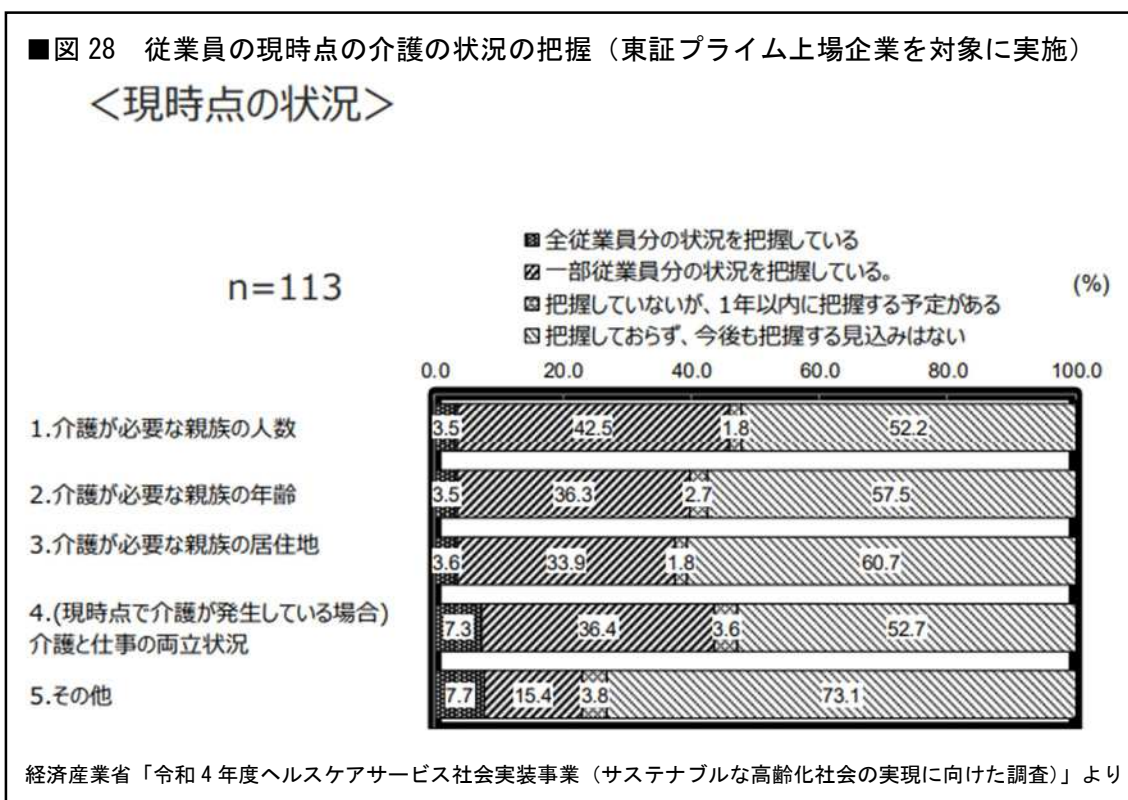 ■図 28 従業員の現時点の介護の状況の把握（東証プライム上場企業を対象に実施）
＜現時点の状況＞
n=113
全従業員分の状況を把握している
一部従業員分の状況を把握している。
把握していないが、1年以内に把握する予定がある
把握しておらず、今後も把握する見込みはない
(%)
0.0 20.0 40.0 60.0 80.0 100.0
1.介護が必要な親族の人数 3.5 42.5 1.8 52.2
2.介護が必要な親族の年齢 3.5 36.3 2.7 57.5
3.介護が必要な親族の居住地 3.6 33.9 1.8 60.7
4.(現時点で介護が発生している場合)
介護と仕事の両立状況 7.3 36.4 3.6 52.7
5.その他 7.7 15.4 3.8 73.1
経済産業省「令和 4 年度ヘルスケアサービス社会実装事業（サステナブルな高齢化社会の実現に向けた調査）」より